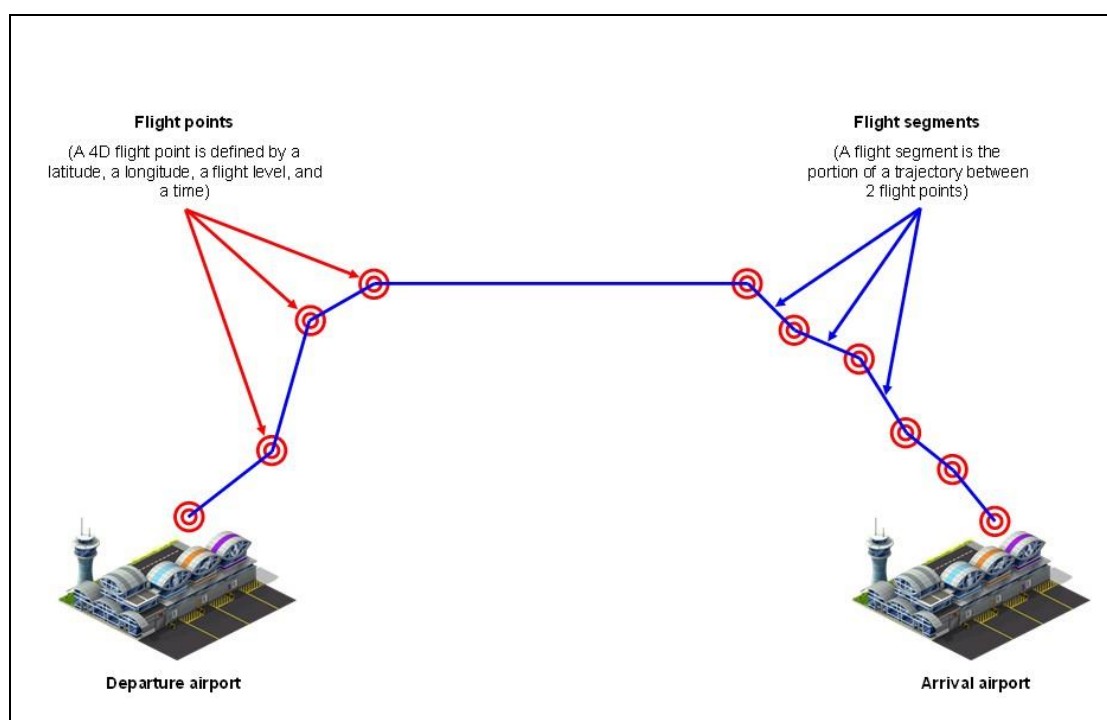 Flight points
(A 4D flight point is defined by a
latitude, a longitude, a flight level, and
a time)
Flight segments
(A flight segment is the
portion of a trajectory between
2 flight points)
Departure airport
Arrival airport